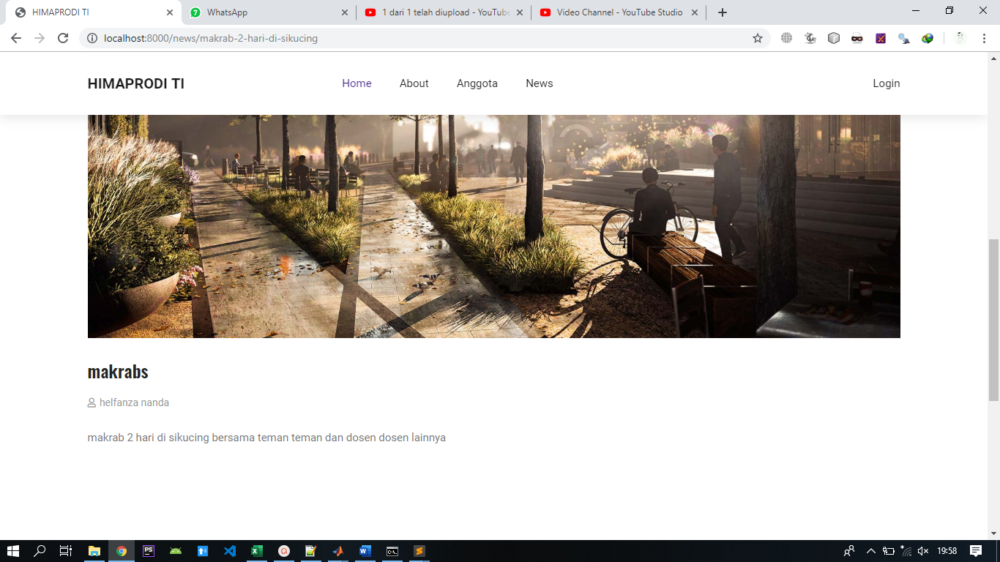 HIMAPRODI TI
WhatsApp
1 dari 1 telah diupload - YouTube
Video Channel - YouTube Studio
localhost:8000/news/makrab-2-hari-di-sikucing
HIMAPRODI TI
Home
About
Anggota
News
Login
makrabs
helfanza nanda
makrab 2 hari di sikucing bersama teman teman dan dosen dosen lainnya
19:58